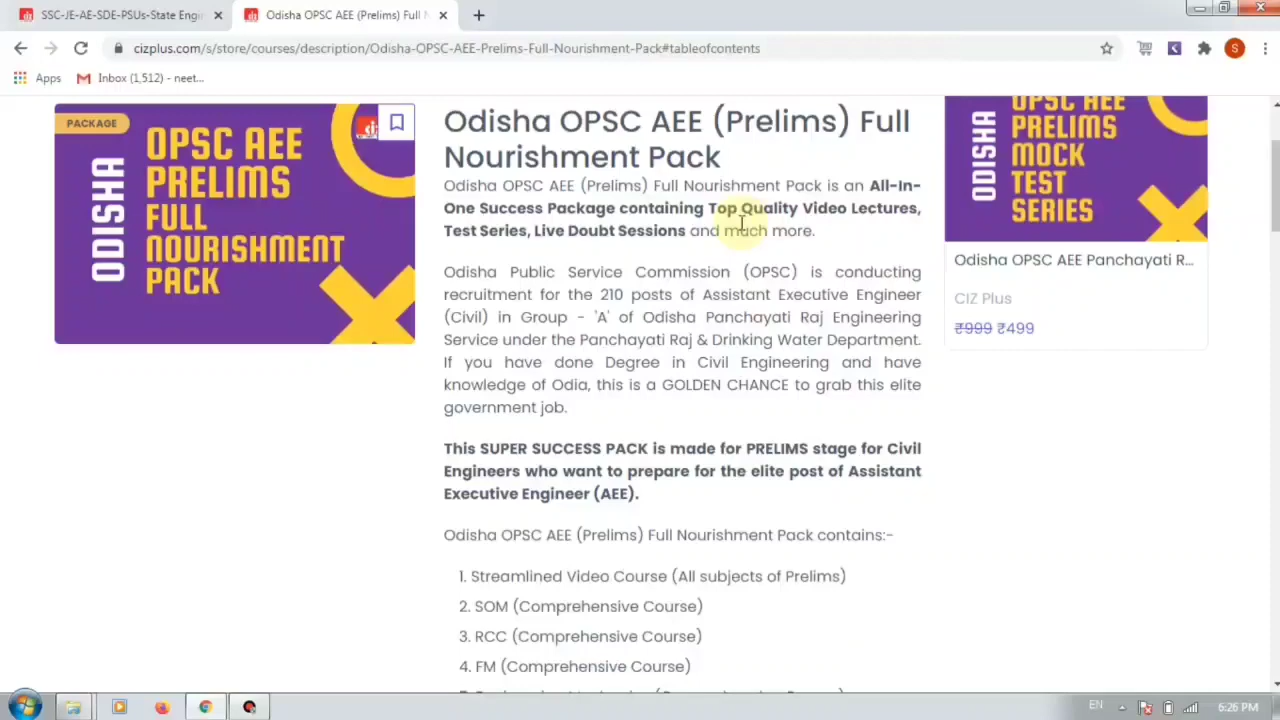 SSC-JE-AE-SDE-PSUs-State Engi
Odisha OPSC AEE (Prelims) Full N
cizplus.com/s/store/courses/description/Odisha-OPSC-AEE-Prelims-Full-Nourishment-Pack#tableofcontents
S
Apps
Inbox (1,512) - neet...
PACKAGE
ODISHA
OPSC AEE
PRELIMS
FULL
NOURISHMENT
PACK
Odisha OPSC AEE (Prelims) Full
Nourishment Pack
Odisha OPSC AEE (Prelims) Full Nourishment Pack is an All-In-
One Success Package containing Top Quality Video Lectures,
Test Series, Live Doubt Sessions and much more.
Odisha Public Service Commission (OPSC) is conducting
recruitment for the 210 posts of Assistant Executive Engineer
(Civil) in Group - 'A' of Odisha Panchayati Raj Engineering
Service under the Panchayati Raj & Drinking Water Department.
If you have done Degree in Civil Engineering and have
knowledge of Odia, this is a GOLDEN CHANCE to grab this elite
government job.
This SUPER SUCCESS PACK is made for PRELIMS stage for Civil
Engineers who want to prepare for the elite post of Assistant
Executive Engineer (AEE).
Odisha OPSC AEE (Prelims) Full Nourishment Pack contains:-
1. Streamlined Video Course (All subjects of Prelims)
2. SOM (Comprehensive Course)
3. RCC (Comprehensive Course)
4. FM (Comprehensive Course)
ODISHA
OPSC AEE
PRELIMS
MOCK
TEST
SERIES
Odisha OPSC AEE Panchayati R...
CIZ Plus
₹999 ₹499
EN
6:26 PM